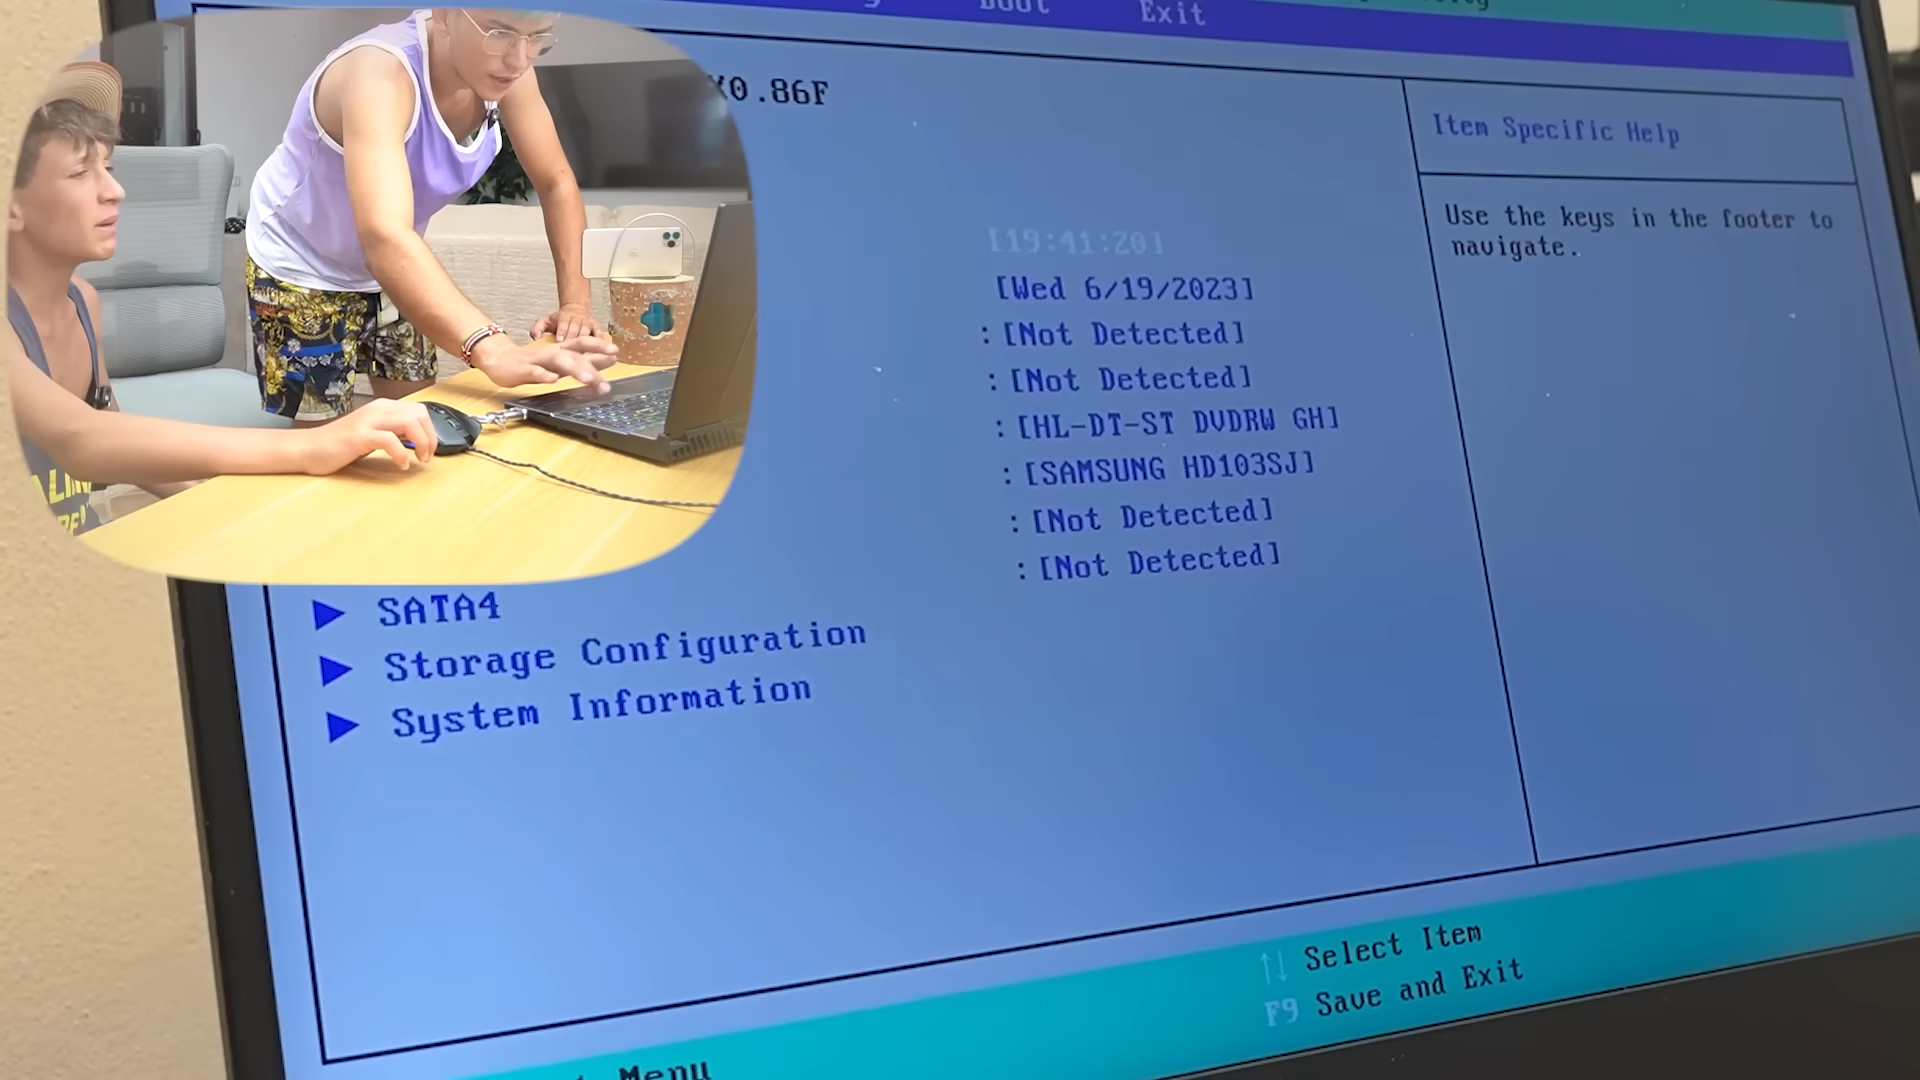 Exit
0.86F
Item Specific Help
Use the keys in the footer to
navigate.
[19:41:20]
[Wed 6/19/2023]
: [Not Detected]
: [Not Detected]
: [HL-DT-ST DVDRW GH]
: [SAMSUNG HD103SJ]
: [Not Detected]
: [Not Detected]
▶ SATA4
▶ Storage Configuration
▶ System Information
↑↓ Select Item
F9 Save and Exit
Menu